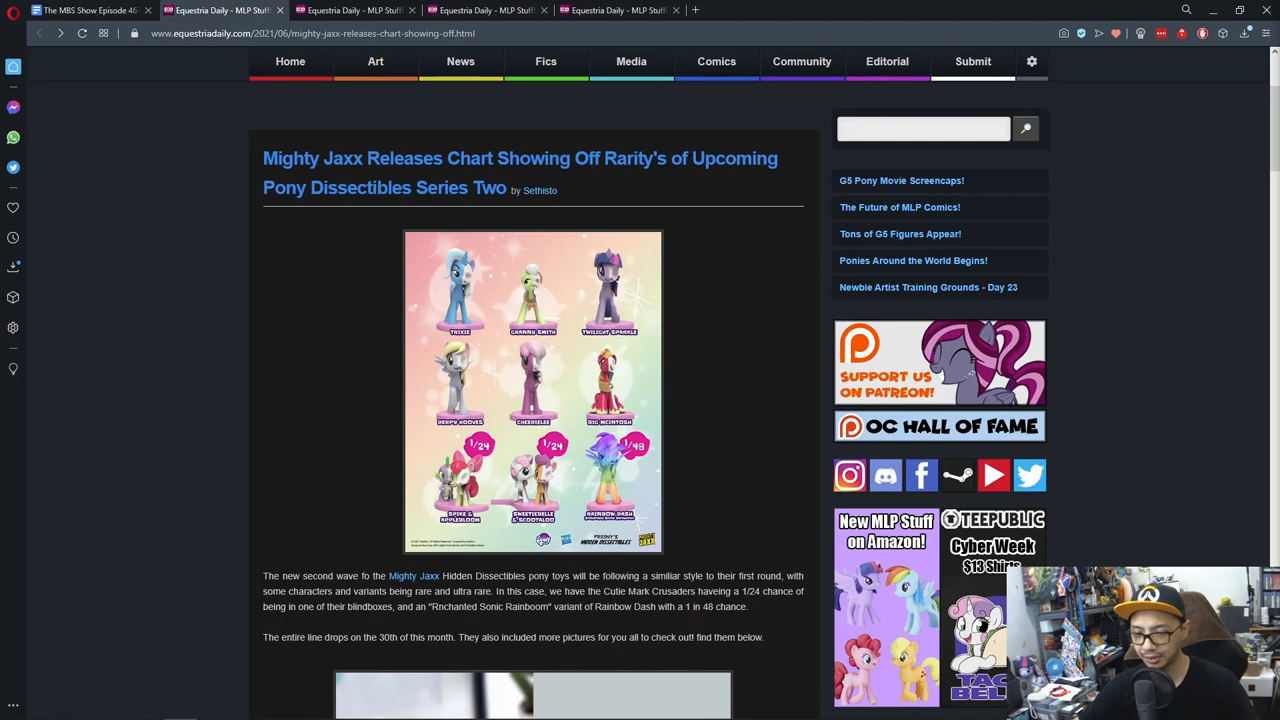 The MBS Show Episode 46
Equestria Daily - MLP Stuff!
Equestria Daily - MLP Stuff!
Equestria Daily - MLP Stuff!
Equestria Daily - MLP Stuff!
www.equestriadaily.com/2021/06/mighty-jaxx-releases-chart-showing-off.html
Home
Art
News
Fics
Media
Comics
Community
Editorial
Submit
Mighty Jaxx Releases Chart Showing Off Rarity's of Upcoming
Pony Dissectibles Series Two by Sethisto
TRIXIE
GRANNY SMITH
TWILIGHT SPARKLE
DERPY HOOVES
CHEERILEE
BIG MCINTOSH
1/24
1/24
1/48
SPIKE &
APPLEBLOOM
SWEETIEBELLE
& SCOOTALOO
RAINBOW DASH
FREENY'S
HIDDEN DISSECTIBLES
MIGHTY
JAXX
The new second wave fo the Mighty Jaxx Hidden Dissectibles pony toys will be following a similiar style to their first round, with
some characters and variants being rare and ultra rare. In this case, we have the Cutie Mark Crusaders haveing a 1/24 chance of
being in one of their blindboxes, and an "Rnchanted Sonic Rainboom" variant of Rainbow Dash with a 1 in 48 chance.
The entire line drops on the 30th of this month. They also included more pictures for you all to check out! find them below.
G5 Pony Movie Screencaps!
The Future of MLP Comics!
Tons of G5 Figures Appear!
Ponies Around the World Begins!
Newbie Artist Training Grounds - Day 23
SUPPORT US
ON PATREON!
OC HALL OF FAME
New MLP Stuff
on Amazon!
TEEPUBLIC
Cyber Week
$13 Shirts
TAC
BEL